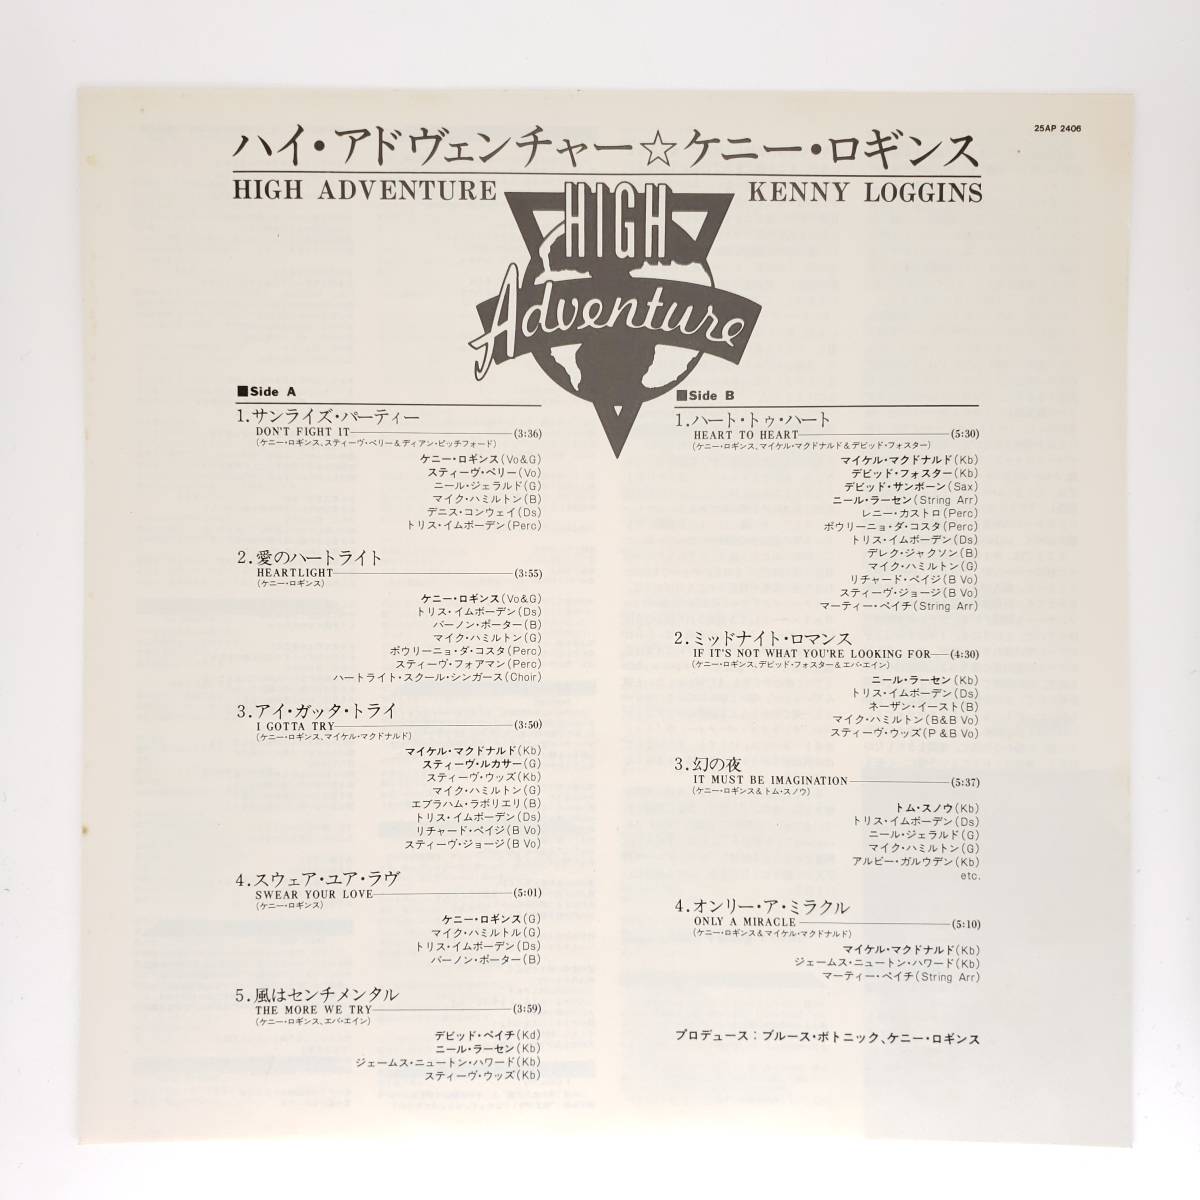 25AP 2406
ハイ・アドヴェンチャー☆ケニー・ロギンス
HIGH ADVENTURE KENNY LOGGINS
HIGH
Adventure
■Side A
1.サンライズ・パーティー
DON'T FIGHT IT (3:36)
(ケニー・ロギンス、スティーヴ・ペリー&ディアン・ピッチフォード)
ケニー・ロギンス(Vo&G)
スティーヴ・ペリー(Vo)
ニール・ジェラルド(G)
マイク・ハミルトン(B)
デニス・コンウェイ(Ds)
トリス・イムボーデン(Perc)
2.愛のハートライト
HEARTLIGHT (3:55)
(ケニー・ロギンス)
ケニー・ロギンス(Vo&G)
トリス・イムボーデン(Ds)
バーノン・ポーター(B)
マイク・ハミルトン(G)
ポウリーニョ・ダ・コスタ(Perc)
スティーヴ・フォアマン(Perc)
ハートライト・スクール・シンガース(Choir)
3.アイ・ガッタ・トライ
I GOTTA TRY (3:50)
(ケニー・ロギンス、マイケル・マクドナルド)
マイケル・マクドナルド(Kb)
スティーヴ・ルカサー(G)
スティーヴ・ウッズ(Kb)
マイク・ハミルトン(G)
エブラハム・ラボリエリ(B)
トリス・イムボーデン(Ds)
リチャード・ペイジ(B Vo)
スティーヴ・ジョージ(B Vo)
4.スウェア・ユア・ラヴ
SWEAR YOUR LOVE (5:01)
(ケニー・ロギンス)
ケニー・ロギンス(G)
マイク・ハミルトル(G)
トリス・イムボーデン(Ds)
バーノン・ポーター(B)
5.風はセンチメンタル
THE MORE WE TRY (3:59)
(ケニー・ロギンス、エバ・エイン)
デビッド・ペイチ(Kd)
ニール・ラーセン(Kb)
ジェームス・ニュートン・ハワード(Kb)
スティーヴ・ウッズ(Kb)
■Side B
1.ハート・トゥ・ハート
HEART TO HEART (5:30)
(ケニー・ロギンス、マイケル・マクドナルド&デビッド・フォスター)
マイケル・マクドナルド(Kb)
デビッド・フォスター(Kb)
デビッド・サンボーン(Sax)
ニール・ラーセン(String Arr)
レニー・カストロ(Perc)
ポウリーニョ・ダ・コスタ(Perc)
トリス・イムボーデン(Ds)
デレク・ジャクソン(B)
マイク・ハミルトン(G)
リチャード・ペイジ(B Vo)
スティーヴ・ジョージ(B Vo)
マーティー・ペイチ(String Arr)
2.ミッドナイト・ロマンス
IF IT'S NOT WHAT YOU'RE LOOKING FOR (4:30)
(ケニー・ロギンス、デビッド・フォスター&エバ・エイン)
ニール・ラーセン(Kb)
トリス・イムボーデン(Ds)
ネーザン・イースト(B)
マイク・ハミルトン(B&B Vo)
スティーヴ・ウッズ(P&B Vo)
3.幻の夜
IT MUST BE IMAGINATION (5:37)
(ケニー・ロギンス&トム・スノウ)
トム・スノウ(Kb)
トリス・イムボーデン(Ds)
ニール・ジェラルド(G)
マイク・ハミルトン(G)
アルビー・ガルウデン(Kb)
etc.
4.オンリー・ア・ミラクル
ONLY A MIRACLE (5:10)
(ケニー・ロギンス&マイケル・マクドナルド)
マイケル・マクドナルド(Kb)
ジェームス・ニュートン・ハワード(Kb)
マーティー・ペイチ(String Arr)
プロデュース：ブルース・ボトニック、ケニー・ロギンス